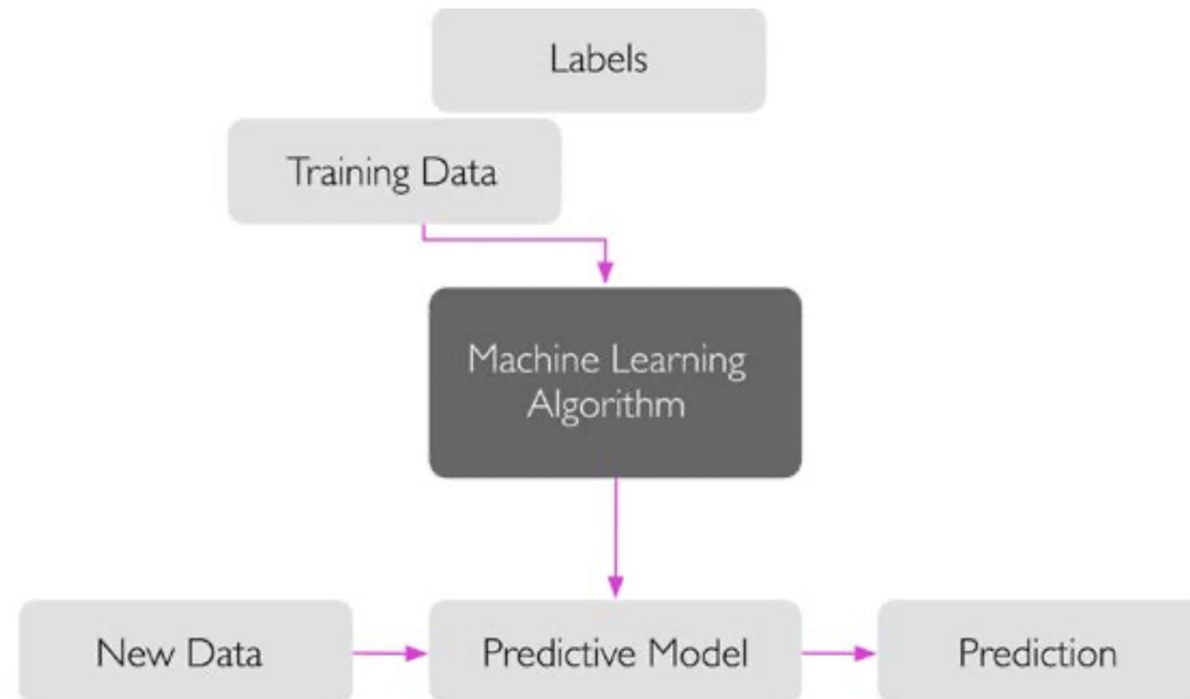 Labels
Training Data
Machine Learning
Algorithm
New Data
Predictive Model
Prediction